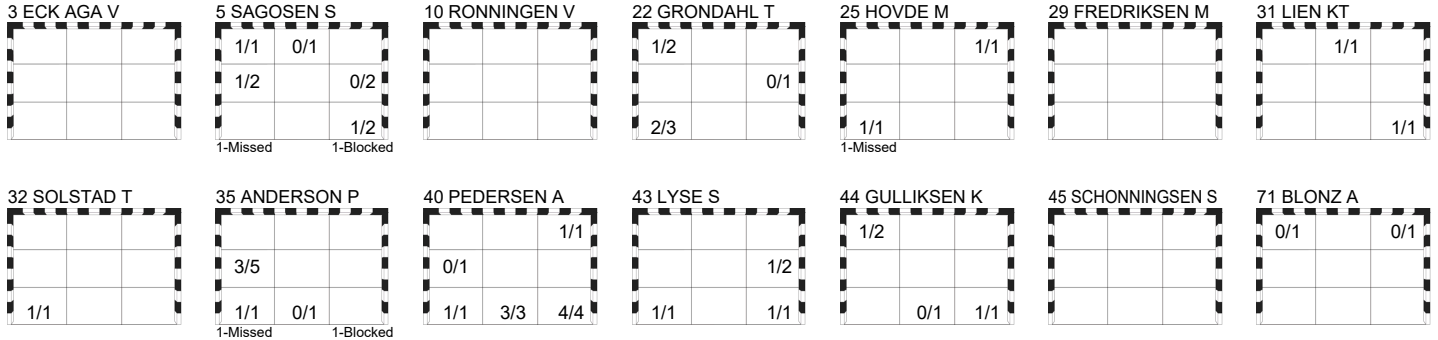 3 ECK AGA V 5 SAGOSEN S 10 RONNINGEN V 22 GRONDAHL T 25 HOVDE M 29 FREDRIKSEN M 31 LIEN KT
1/1 0/1 1/2 1/1 1/1
1/2 0/2 0/1
1/2 2/3 1/1 1/1
1-Missed 1-Blocked 1-Missed
32 SOLSTAD T 35 ANDERSON P 40 PEDERSEN A 43 LYSE S 44 GULLIKSEN K 45 SCHONNINGSEN S 71 BLONZ A
1/1 1/2 0/1 0/1
3/5 0/1 1/2
1/1 1/1 0/1 1/1 3/3 4/4 1/1 1/1 0/1 1/1
1-Missed 1-Blocked